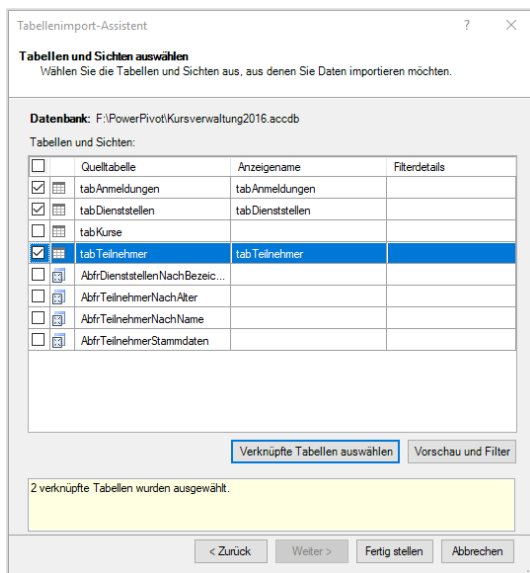 Tabellenimport-Assistent ? ×
Tabellen und Sichten auswählen
Wählen Sie die Tabellen und Sichten aus, aus denen Sie Daten importieren möchten.
Datenbank: F:\PowerPivot\Kursverwaltung2016.accdb
Tabellen und Sichten:
Quelltabelle Anzeigename Filterdetails
tabAnmeldungen tabAnmeldungen
tabDienststellen tabDienststellen
tabKurse
tabTeilnehmer tabTeilnehmer
AbfrDienststellenNachBezeic...
AbfrTeilnehmerNachAlter
AbfrTeilnehmerNachName
AbfrTeilnehmerStammdaten
Verknüpfte Tabellen auswählen Vorschau und Filter
2 verknüpfte Tabellen wurden ausgewählt.
< Zurück Weiter > Fertig stellen Abbrechen